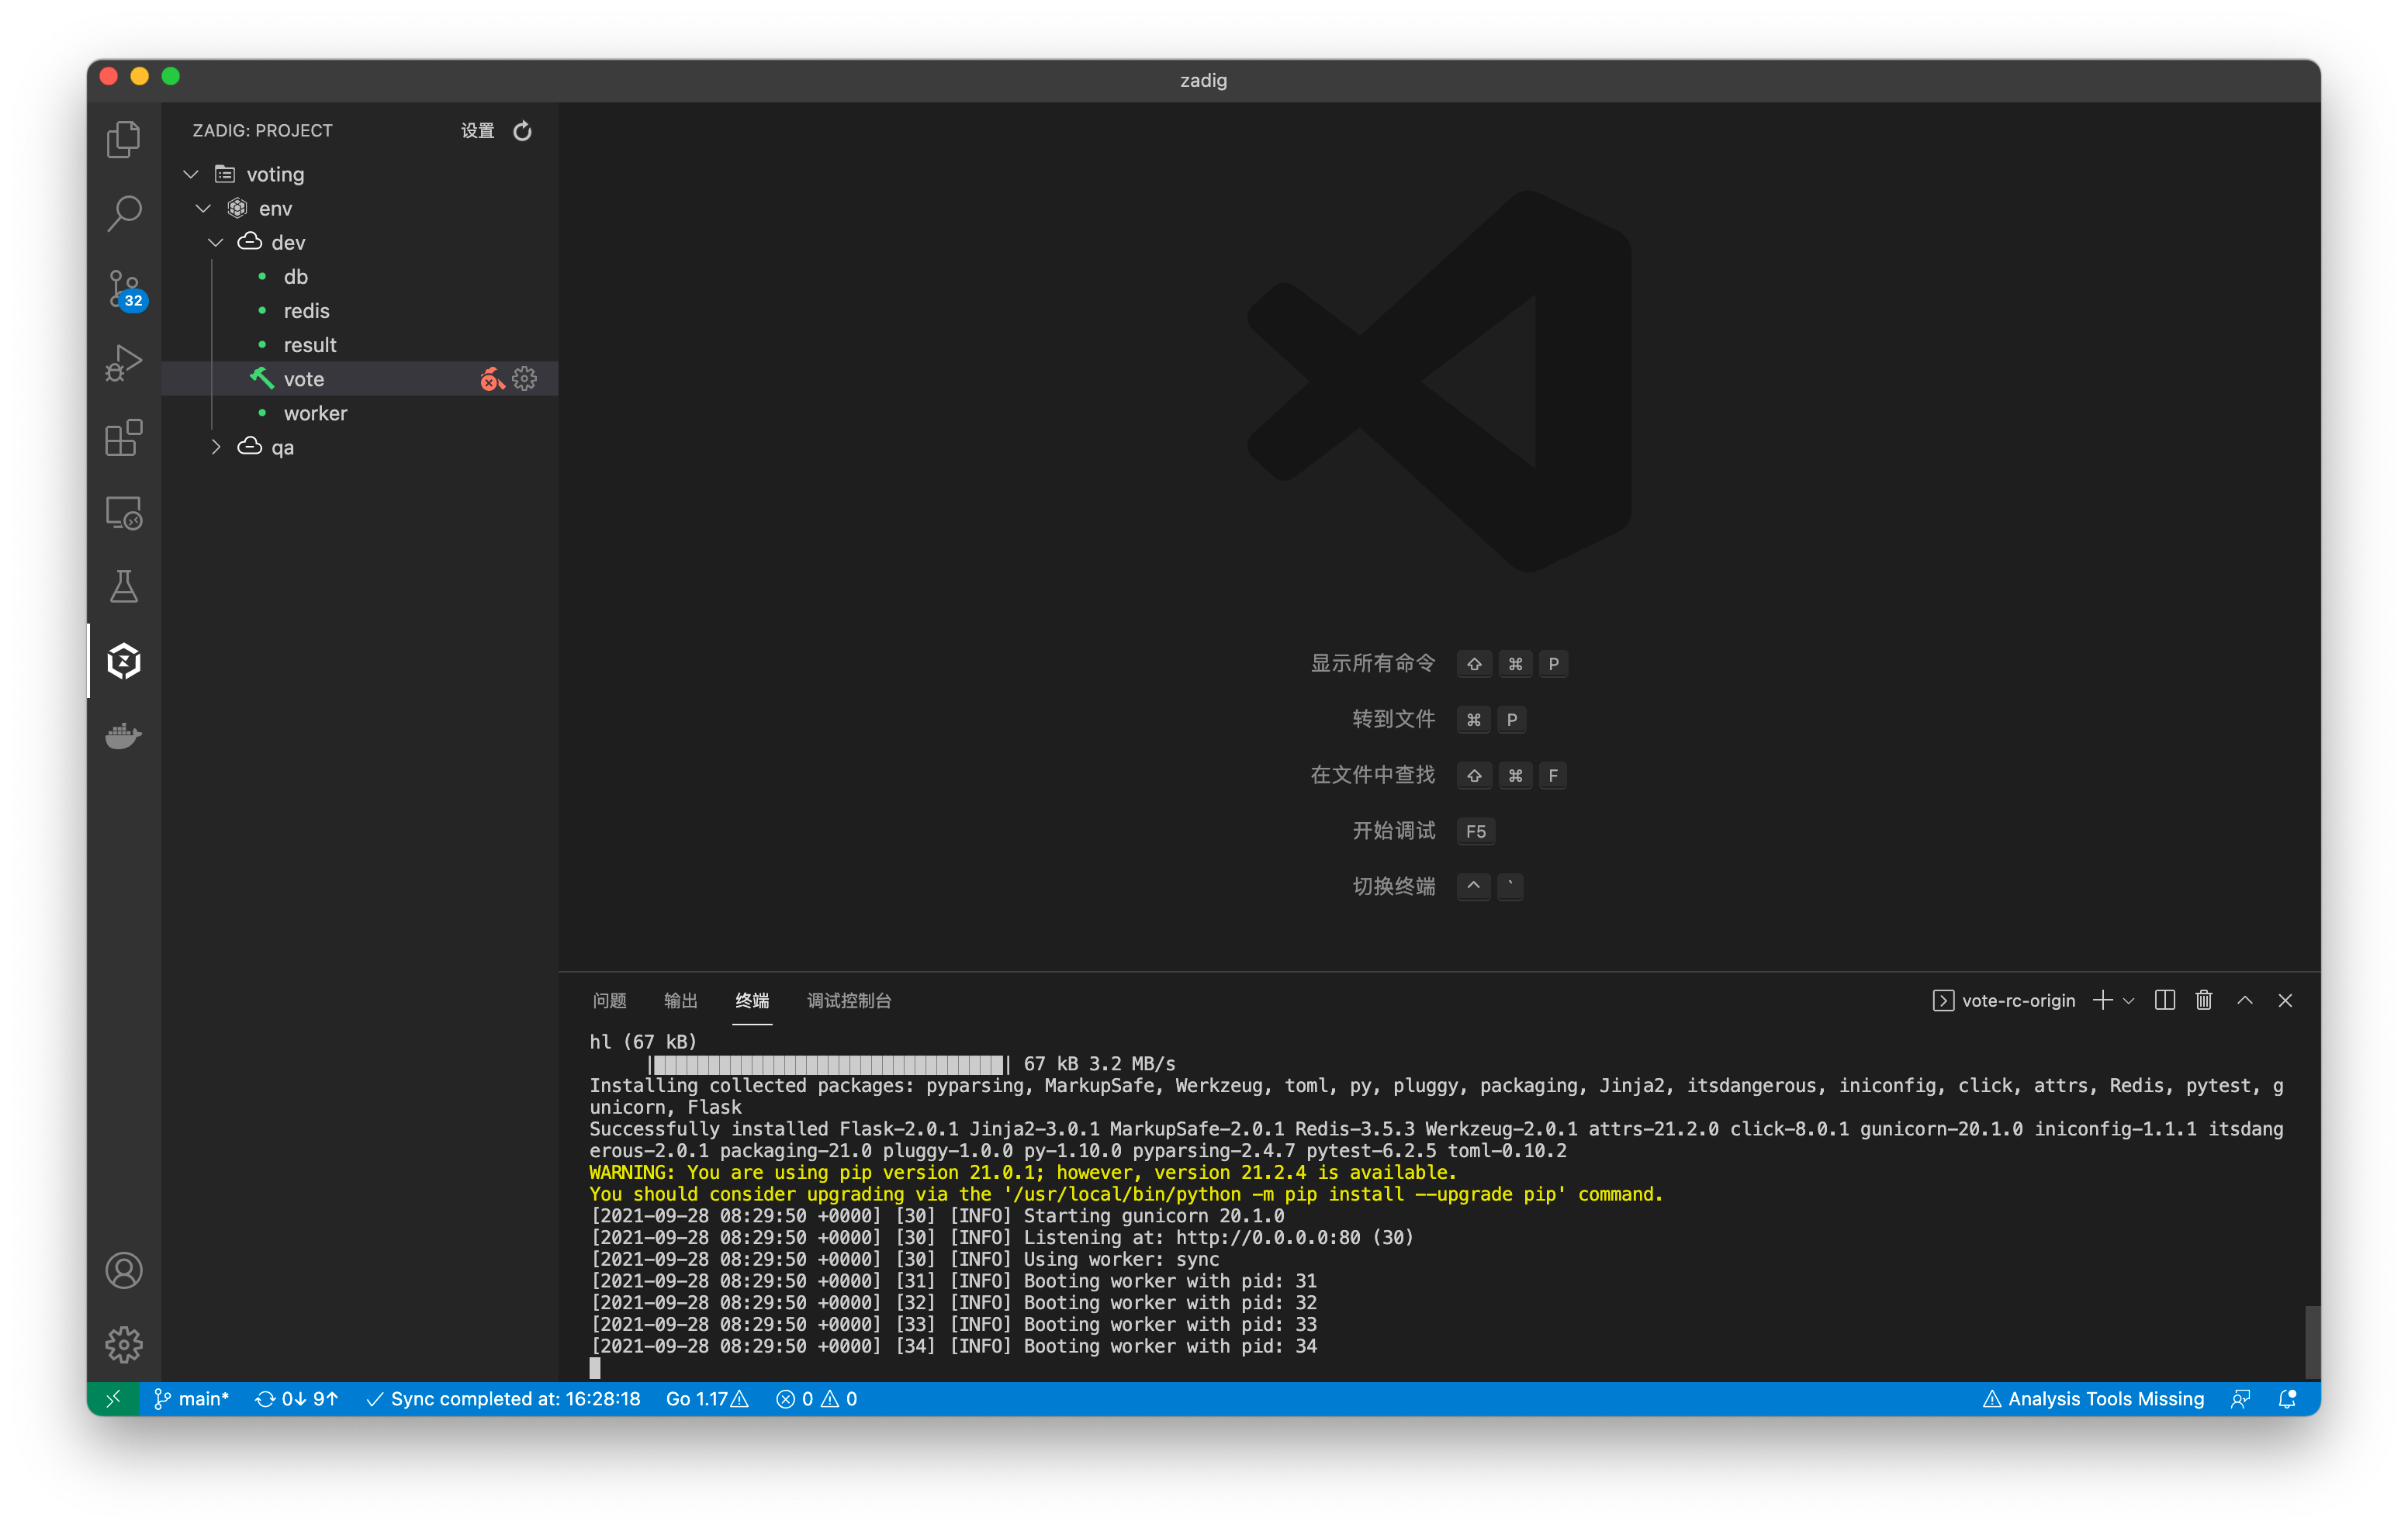 zadig
ZADIG: PROJECT
设置
voting
env
dev
db
redis
result
vote
worker
qa
32
显示所有命令 ⇧ ⌘ P
转到文件 ⌘ P
在文件中查找 ⇧ ⌘ F
开始调试 F5
切换终端 ^ `
问题 输出 终端 调试控制台
vote-rc-origin
hl (67 kB)
| 67 kB 3.2 MB/s
Installing collected packages: pyparsing, MarkupSafe, Werkzeug, toml, py, pluggy, packaging, Jinja2, itsdangerous, iniconfig, click, attrs, Redis, pytest, g
unicorn, Flask
Successfully installed Flask-2.0.1 Jinja2-3.0.1 MarkupSafe-2.0.1 Redis-3.5.3 Werkzeug-2.0.1 attrs-21.2.0 click-8.0.1 gunicorn-20.1.0 iniconfig-1.1.1 itsdang
erous-2.0.1 packaging-21.0 pluggy-1.0.0 py-1.10.0 pyparsing-2.4.7 pytest-6.2.5 toml-0.10.2
WARNING: You are using pip version 21.0.1; however, version 21.2.4 is available.
You should consider upgrading via the '/usr/local/bin/python -m pip install --upgrade pip' command.
[2021-09-28 08:29:50 +0000] [30] [INFO] Starting gunicorn 20.1.0
[2021-09-28 08:29:50 +0000] [30] [INFO] Listening at: http://0.0.0.0:80 (30)
[2021-09-28 08:29:50 +0000] [30] [INFO] Using worker: sync
[2021-09-28 08:29:50 +0000] [31] [INFO] Booting worker with pid: 31
[2021-09-28 08:29:50 +0000] [32] [INFO] Booting worker with pid: 32
[2021-09-28 08:29:50 +0000] [33] [INFO] Booting worker with pid: 33
[2021-09-28 08:29:50 +0000] [34] [INFO] Booting worker with pid: 34
main* 0↓ 9↑ Sync completed at: 16:28:18 Go 1.17 0 0 Analysis Tools Missing